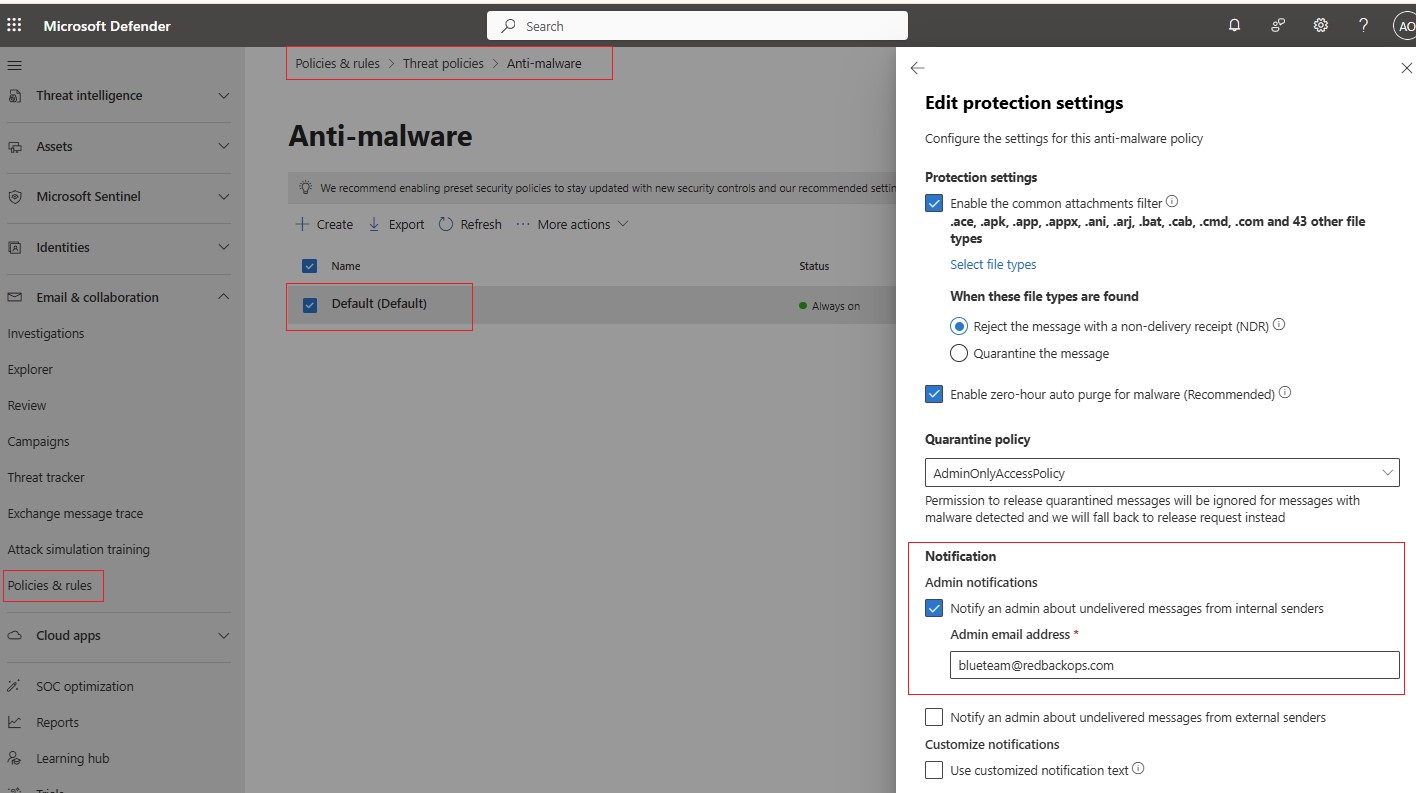 Microsoft Defender
Search
AO
Threat intelligence
Assets
Microsoft Sentinel
Identities
Email & collaboration
Investigations
Explorer
Review
Campaigns
Threat tracker
Exchange message trace
Attack simulation training
Policies & rules
Cloud apps
SOC optimization
Reports
Learning hub
Trials
Policies & rules > Threat policies > Anti-malware
Anti-malware
We recommend enabling preset security policies to stay updated with new security controls and our recommended settin
Create Export Refresh ··· More actions
Name Status
Default (Default) Always on
Edit protection settings
Configure the settings for this anti-malware policy
Protection settings
Enable the common attachments filter
.ace, .apk, .app, .appx, .ani, .arj, .bat, .cab, .cmd, .com and 43 other file
types
Select file types
When these file types are found
Reject the message with a non-delivery receipt (NDR)
Quarantine the message
Enable zero-hour auto purge for malware (Recommended)
Quarantine policy
AdminOnlyAccessPolicy
Permission to release quarantined messages will be ignored for messages with
malware detected and we will fall back to release request instead
Notification
Admin notifications
Notify an admin about undelivered messages from internal senders
Admin email address *
blueteam@redbackops.com
Notify an admin about undelivered messages from external senders
Customize notifications
Use customized notification text